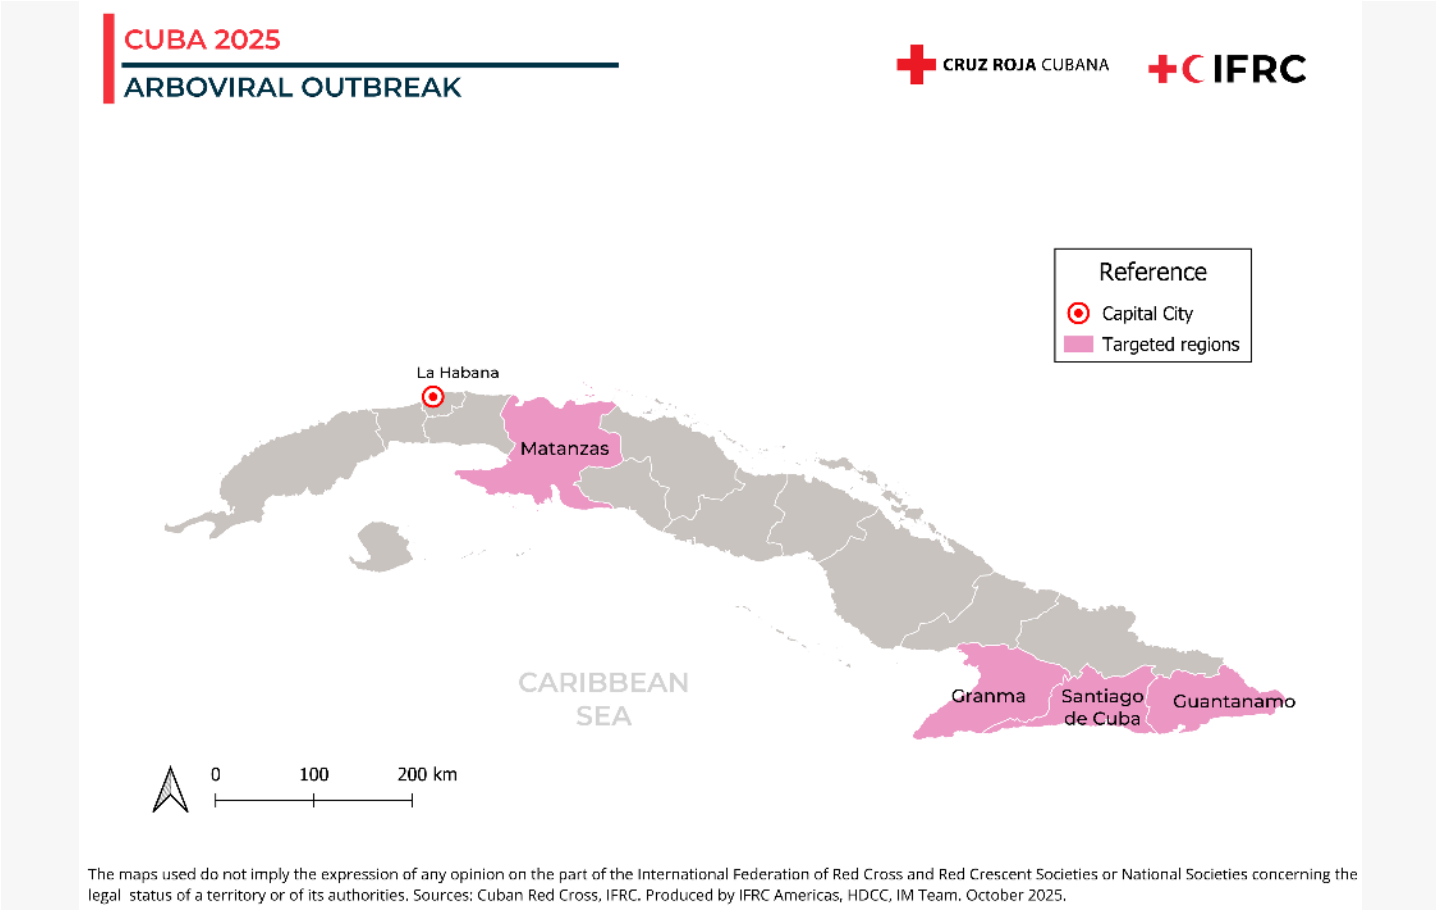 CUBA 2025
ARBOVIRAL OUTBREAK
CRUZ ROJA CUBANA
IFRC
Reference
Capital City
Targeted regions
La Habana
Matanzas
CARIBBEAN
SEA
Granma
Santiago
de Cuba
Guantanamo
0 100 200 km
The maps used do not imply the expression of any opinion on the part of the International Federation of Red Cross and Red Crescent Societies or National Societies concerning the
legal status of a territory or of its authorities. Sources: Cuban Red Cross, IFRC. Produced by IFRC Americas, HDCC, IM Team. October 2025.